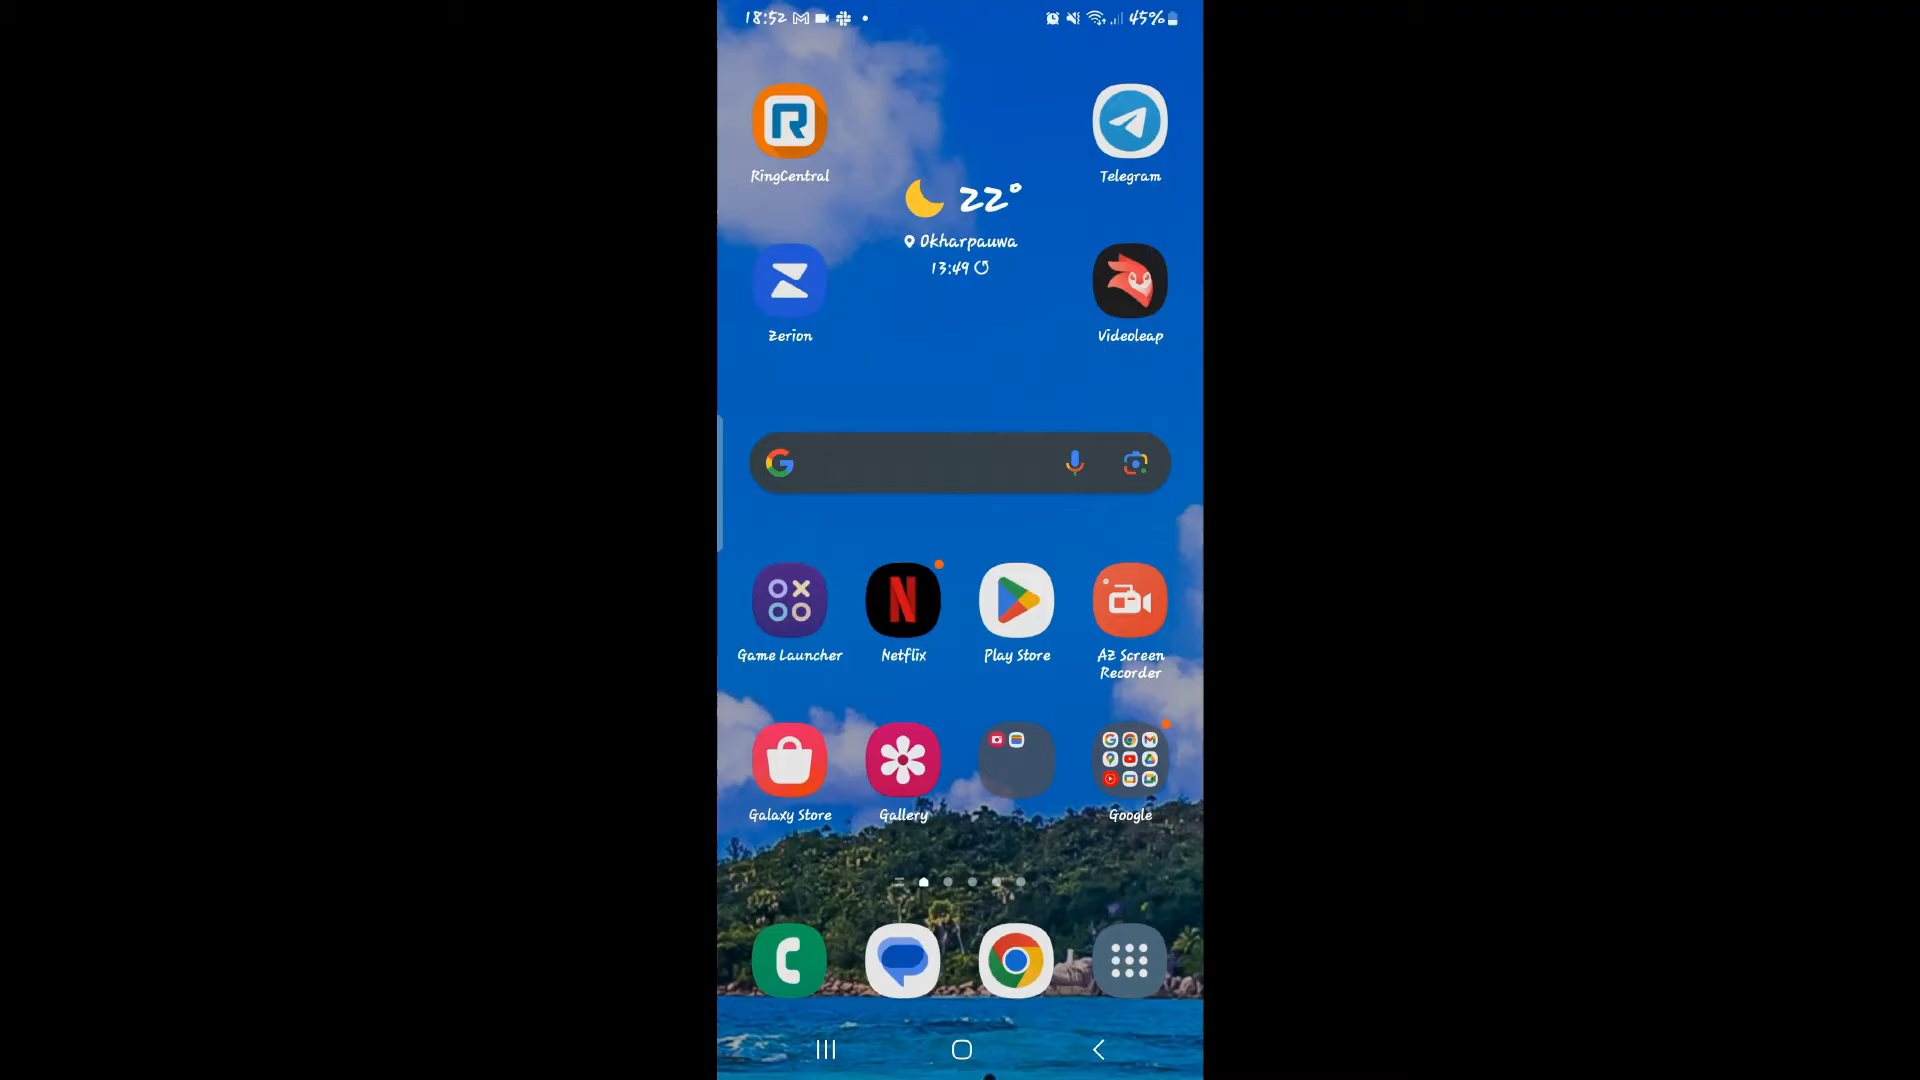 18:52
45%
RingCentral
Telegram
22°
Okharpauwa
13:49
Zerion
Videoleap
Game Launcher
Netflix
Play Store
AZ Screen
Recorder
Galaxy Store
Gallery
Google